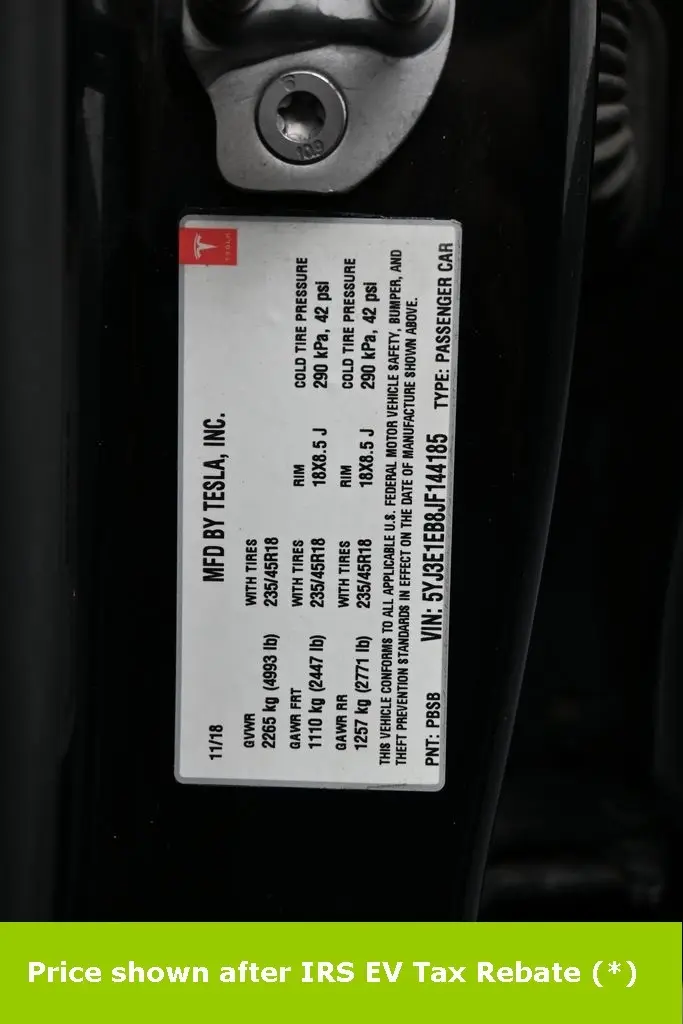 6
10.9
TESLA
MFD BY TESLA, INC.
11/18
GVWR WITH TIRES
2265 kg (4993 lb) 235/45R18
GAWR FRT WITH TIRES RIM COLD TIRE PRESSURE
1110 kg (2447 lb) 235/45R18 18X8.5 J 290 kPa, 42 psi
GAWR RR WITH TIRES RIM COLD TIRE PRESSURE
1257 kg (2771 lb) 235/45R18 18X8.5 J 290 kPa, 42 psi
THIS VEHICLE CONFORMS TO ALL APPLICABLE U.S. FEDERAL MOTOR VEHICLE SAFETY, BUMPER, AND
THEFT PREVENTION STANDARDS IN EFFECT ON THE DATE OF MANUFACTURE SHOWN ABOVE.
PNT: PBSB VIN: 5YJ3E1EB8JF144185 TYPE: PASSENGER CAR
Price shown after IRS EV Tax Rebate (*)